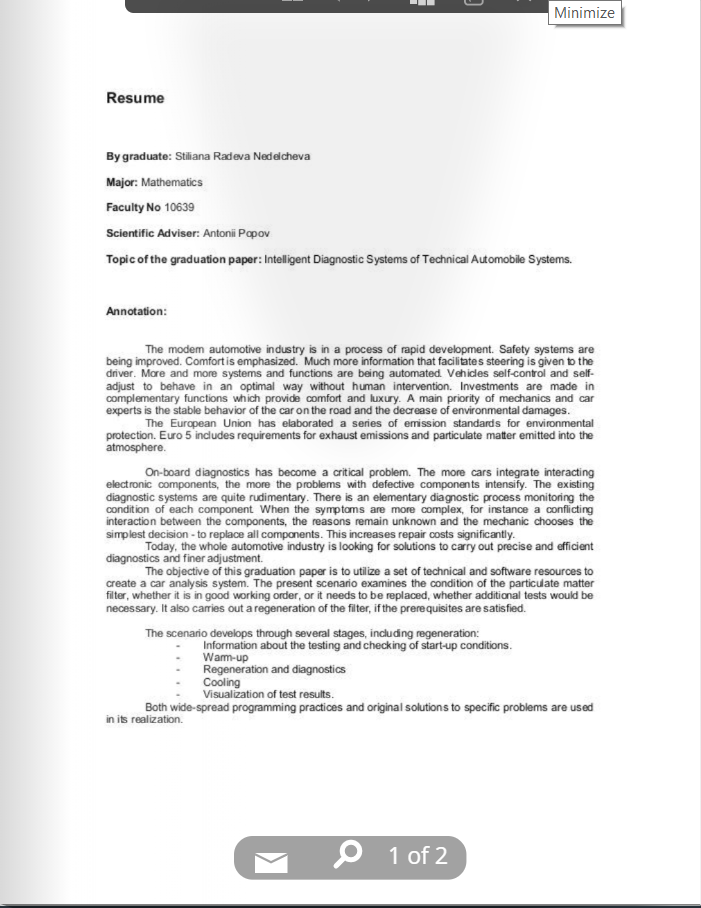 Minimize
Resume
By graduate: Stiliana Radeva Nedelcheva
Major: Mathematics
Faculty No 10639
Scientific Adviser: Antonii Popov
Topic of the graduation paper: Intelligent Diagnostic Systems of Technical Automobile Systems.
Annotation:
The modern automotive industry is in a process of rapid development. Safety systems are
being improved. Comfort is emphasized. Much more information that facilitates steering is given to the
driver. More and more systems and functions are being automated. Vehicles self-control and self-
adjust to behave in an optimal way without human intervention. Investments are made in
complementary functions which provide comfort and luxury. A main priority of mechanics and car
experts is the stable behavior of the car on the road and the decrease of environmental damages.
The European Union has elaborated a series of emission standards for environmental
protection. Euro 5 includes requirements for exhaust emissions and particulate matter emitted into the
atmosphere.
On-board diagnostics has become a critical problem. The more cars integrate interacting
electronic components, the more the problems with defective components intensify. The existing
diagnostic systems are quite rudimentary. There is an elementary diagnostic process monitoring the
condition of each component. When the symptoms are more complex, for instance a conflicting
interaction between the components, the reasons remain unknown and the mechanic chooses the
simplest decision - to replace all components. This increases repair costs significantly.
Today, the whole automotive industry is looking for solutions to carry out precise and efficient
diagnostics and finer adjustment.
The objective of this graduation paper is to utilize a set of technical and software resources to
create a car analysis system. The present scenario examines the condition of the particulate matter
filter, whether it is in good working order, or it needs to be replaced, whether additional tests would be
necessary. It also carries out a regeneration of the filter, if the prerequisites are satisfied.
The scenario develops through several stages, including regeneration:
- Information about the testing and checking of start-up conditions.
- Warm-up
- Regeneration and diagnostics
- Cooling
- Visualization of test results.
Both wide-spread programming practices and original solutions to specific problems are used
in its realization.
1 of 2